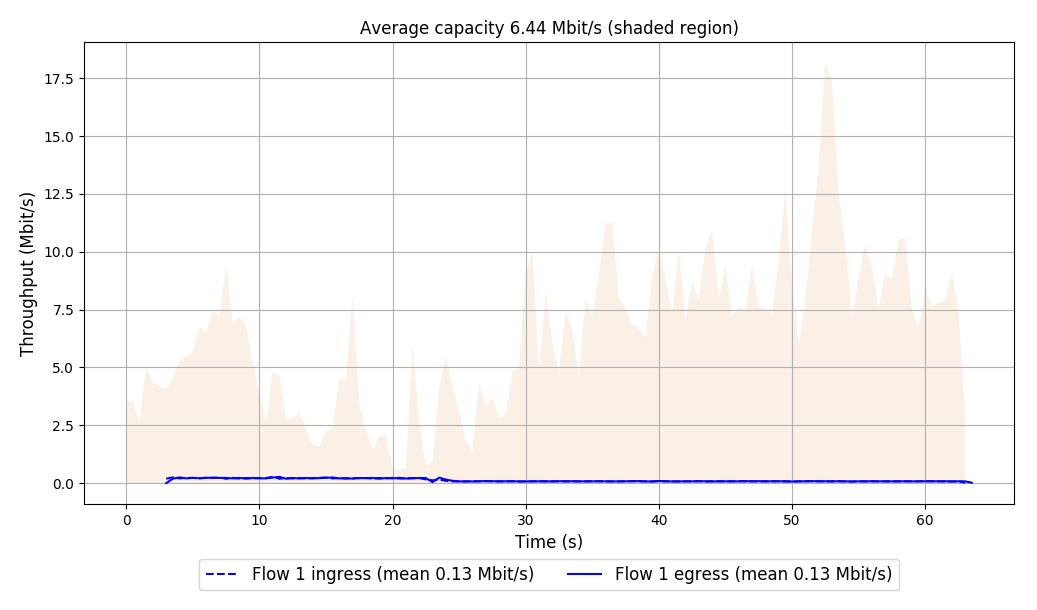 Average capacity 6.44 Mbit/s (shaded region)
17.5
15.0
12.5
10.0
7.5
5.0
2.5
0.0
Throughput (Mbit/s)
0 10 20 30 40 50 60
Time (s)
Flow 1 ingress (mean 0.13 Mbit/s) Flow 1 egress (mean 0.13 Mbit/s)